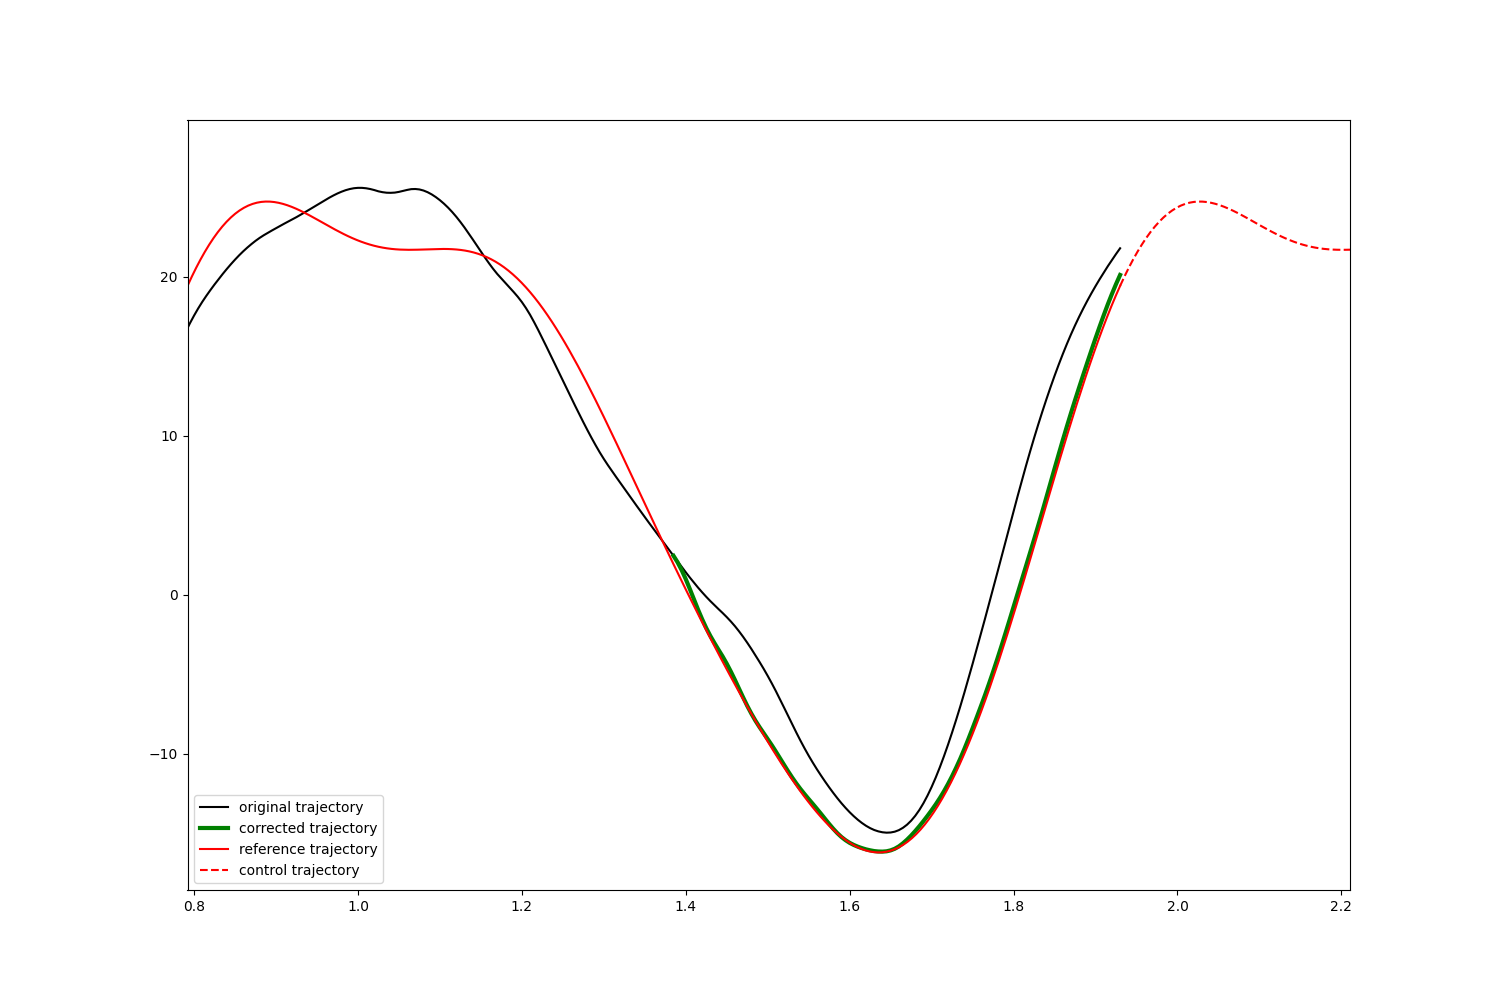 20
10
0
−10
original trajectory
corrected trajectory
reference trajectory
control trajectory
0.8 1.0 1.2 1.4 1.6 1.8 2.0 2.2